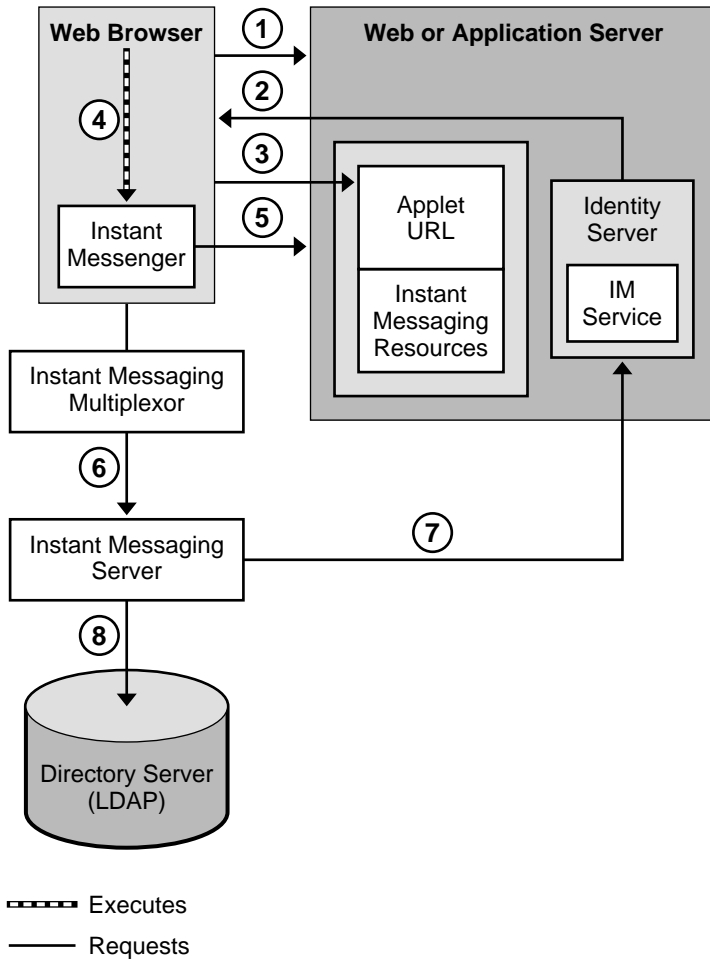 Web Browser
1
Web or Application Server
2
4
3
Applet
URL
Identity
Server
5
Instant
Messenger
Instant
Messaging
Resources
IM
Service
Instant Messaging
Multiplexor
6
7
Instant Messaging
Server
8
Directory Server
(LDAP)
Executes
Requests